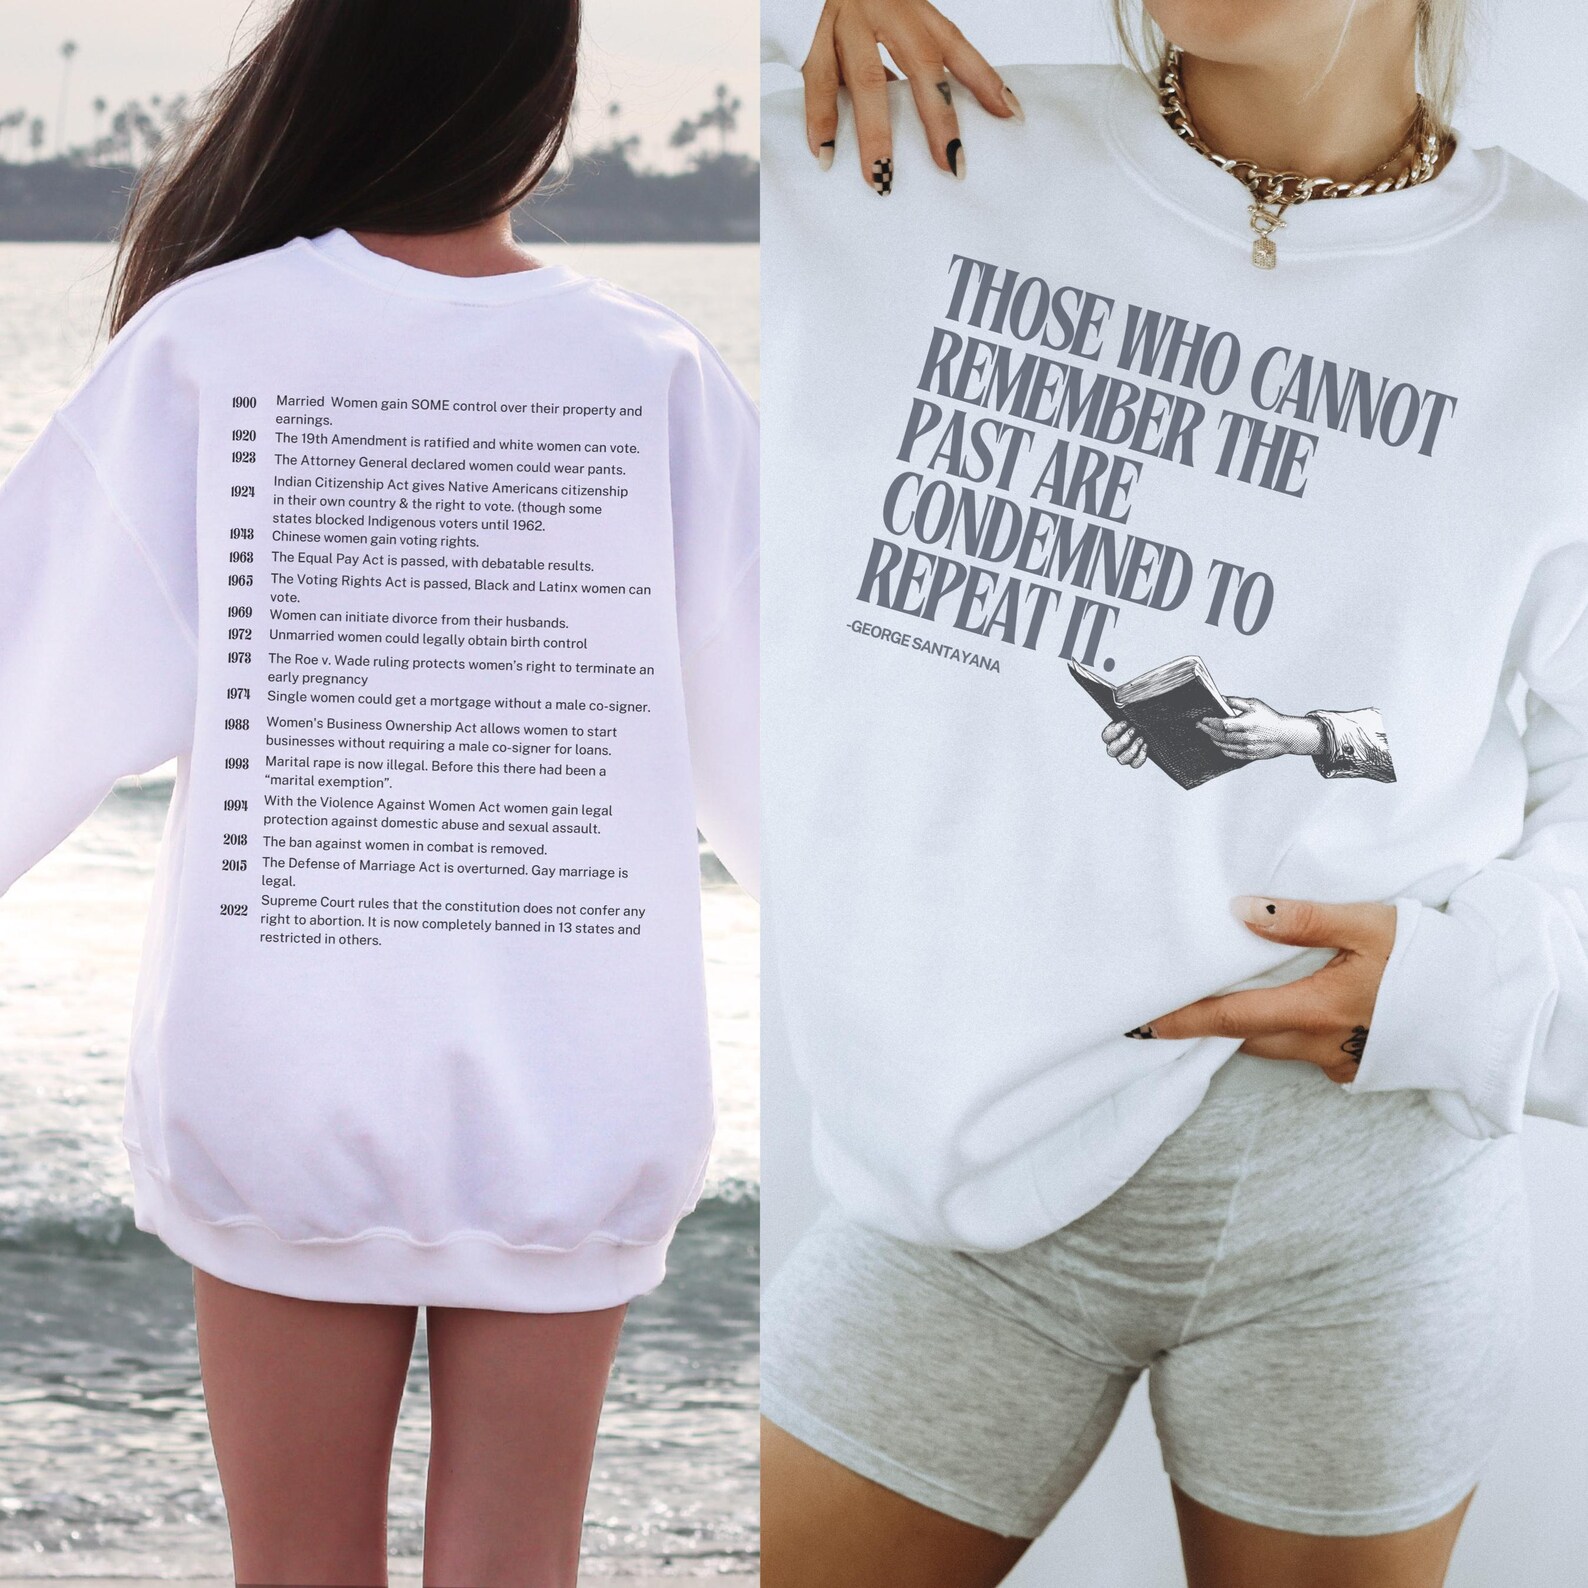 1900 Married Women gain SOME control over their property and
earnings.
1920 The 19th Amendment is ratified and white women can vote.
1923 The Attorney General declared women could wear pants.
1924 Indian Citizenship Act gives Native Americans citizenship
in their own country & the right to vote. (though some
states blocked Indigenous voters until 1962.
1943 Chinese women gain voting rights.
1963 The Equal Pay Act is passed, with debatable results.
1965 The Voting Rights Act is passed, Black and Latinx women can
vote.
1969 Women can initiate divorce from their husbands.
1972 Unmarried women could legally obtain birth control
1973 The Roe v. Wade ruling protects women's right to terminate an
early pregnancy
1974 Single women could get a mortgage without a male co-signer.
1988 Women's Business Ownership Act allows women to start
businesses without requiring a male co-signer for loans.
1993 Marital rape is now illegal. Before this there had been a
“marital exemption”.
1994 With the Violence Against Women Act women gain legal
protection against domestic abuse and sexual assault.
2013 The ban against women in combat is removed.
2015 The Defense of Marriage Act is overturned. Gay marriage is
legal.
2022 Supreme Court rules that the constitution does not confer any
right to abortion. It is now completely banned in 13 states and
restricted in others.
THOSE WHO CANNOT
REMEMBER THE
PAST ARE
CONDEMNED TO
REPEAT IT.
-GEORGE SANTAYANA